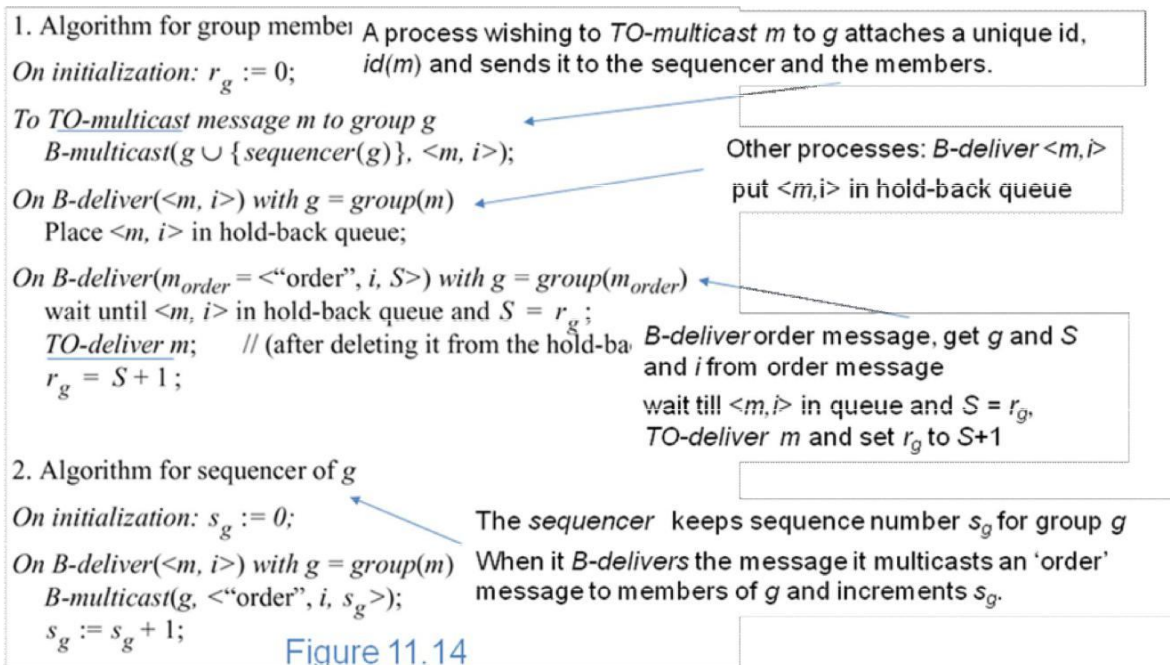 1. Algorithm for group member
A process wishing to TO-multicast m to g attaches a unique id,
id(m) and sends it to the sequencer and the members.
On initialization: r_g := 0;
To TO-multicast message m to group g
B-multicast(g ∪ {sequencer(g)}, <m, i>);
Other processes: B-deliver <m,i>
put <m,i> in hold-back queue
On B-deliver(<m, i>) with g = group(m)
Place <m, i> in hold-back queue;
On B-deliver(m_order = <“order”, i, S>) with g = group(m_order)
wait until <m, i> in hold-back queue and S = r_g;
TO-deliver m; // (after deleting it from the hold-ba
r_g = S+1;
B-deliver order message, get g and S
and i from order message
wait till <m,i> in queue and S = r_g,
TO-deliver m and set r_g to S+1
2. Algorithm for sequencer of g
On initialization: s_g := 0;
On B-deliver(<m, i>) with g = group(m)
B-multicast(g, <“order”, i, s_g>);
s_g := s_g + 1;
The sequencer keeps sequence number s_g for group g
When it B-delivers the message it multicasts an ‘order’
message to members of g and increments s_g.
Figure 11.14